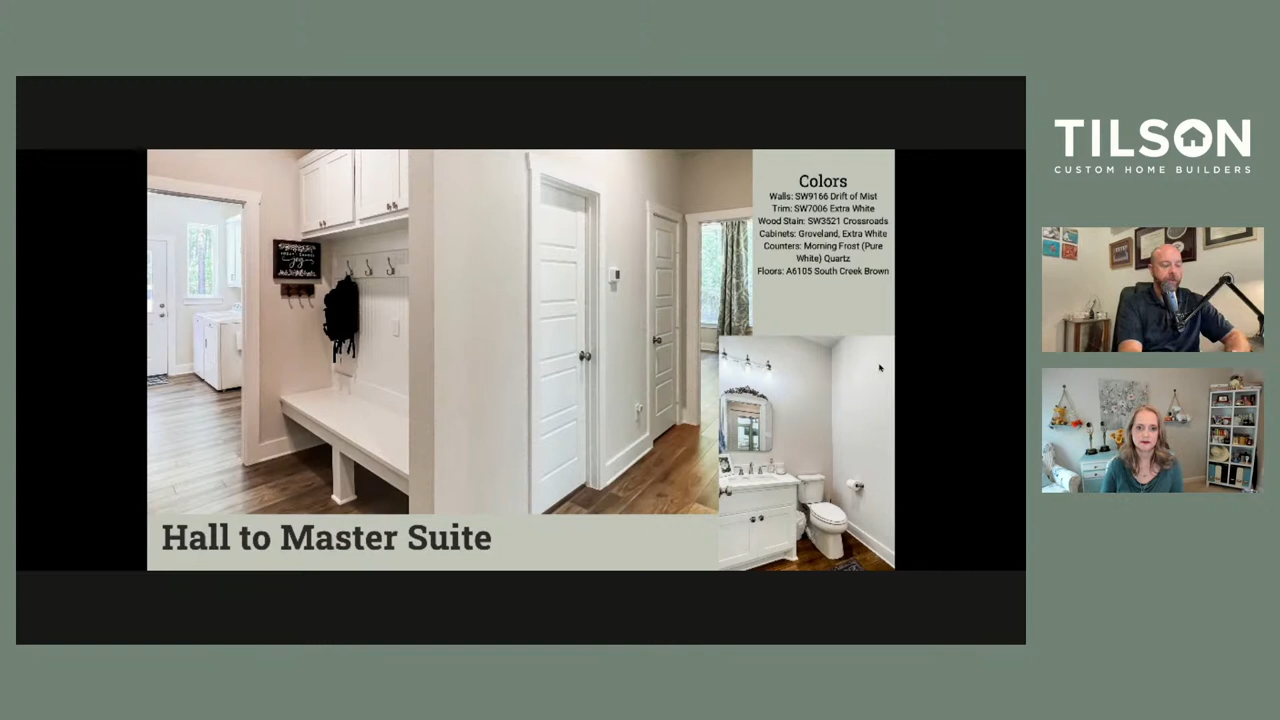 TILSON
CUSTOM HOME BUILDERS
Colors
Walls: SW9166 Drift of Mist
Trim: SW7006 Extra White
Wood Stain: SW3521 Crossroads
Cabinets: Groveland, Extra White
Counters: Morning Frost (Pure
White) Quartz
Floors: A6105 South Creek Brown
Hall to Master Suite